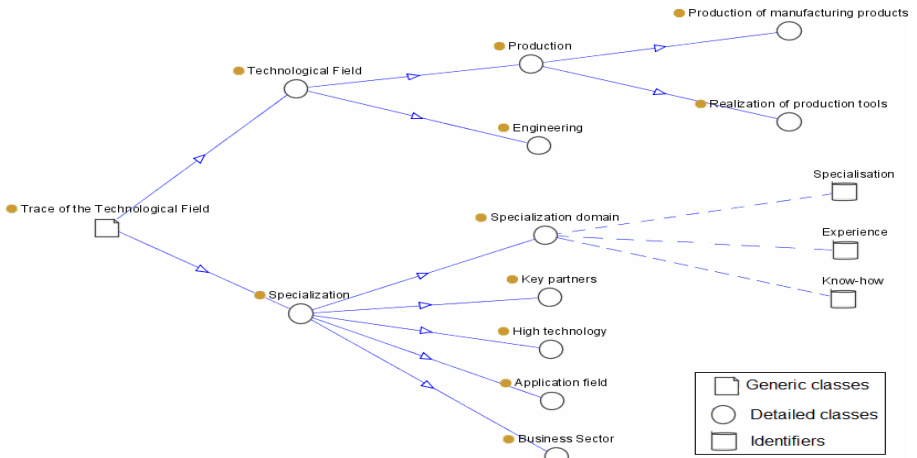 Production of manufacturing products
Production
Technological Field
Realization of production tools
Engineering
Specialisation
Trace of the Technological Field
Specialization domain
Experience
Key partners
Know-how
Specialization
High technology
Application field
Generic classes
Detailed classes
Business Sector
Identifiers